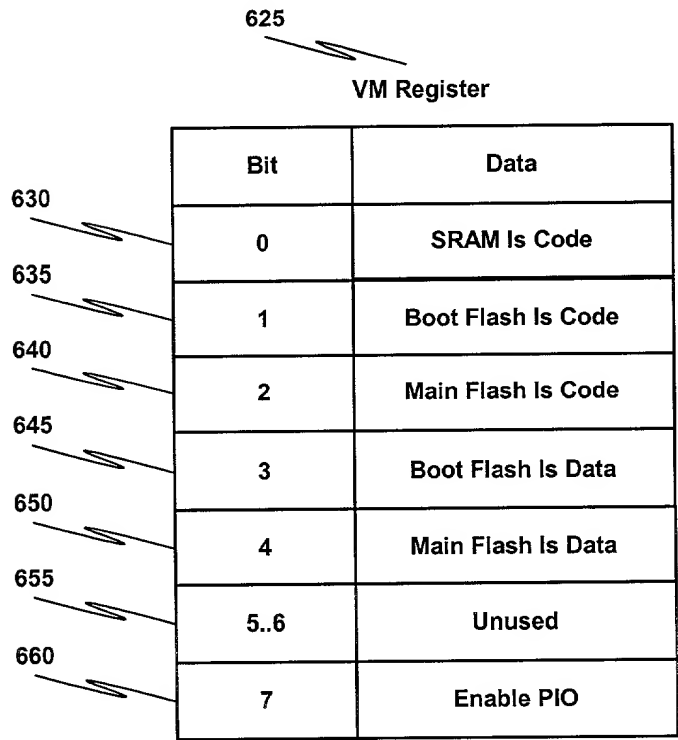 625
VM Register
Bit Data
630
0 SRAM Is Code
635
1 Boot Flash Is Code
640
2 Main Flash Is Code
645
3 Boot Flash Is Data
650
4 Main Flash Is Data
655
5..6 Unused
660
7 Enable PIO